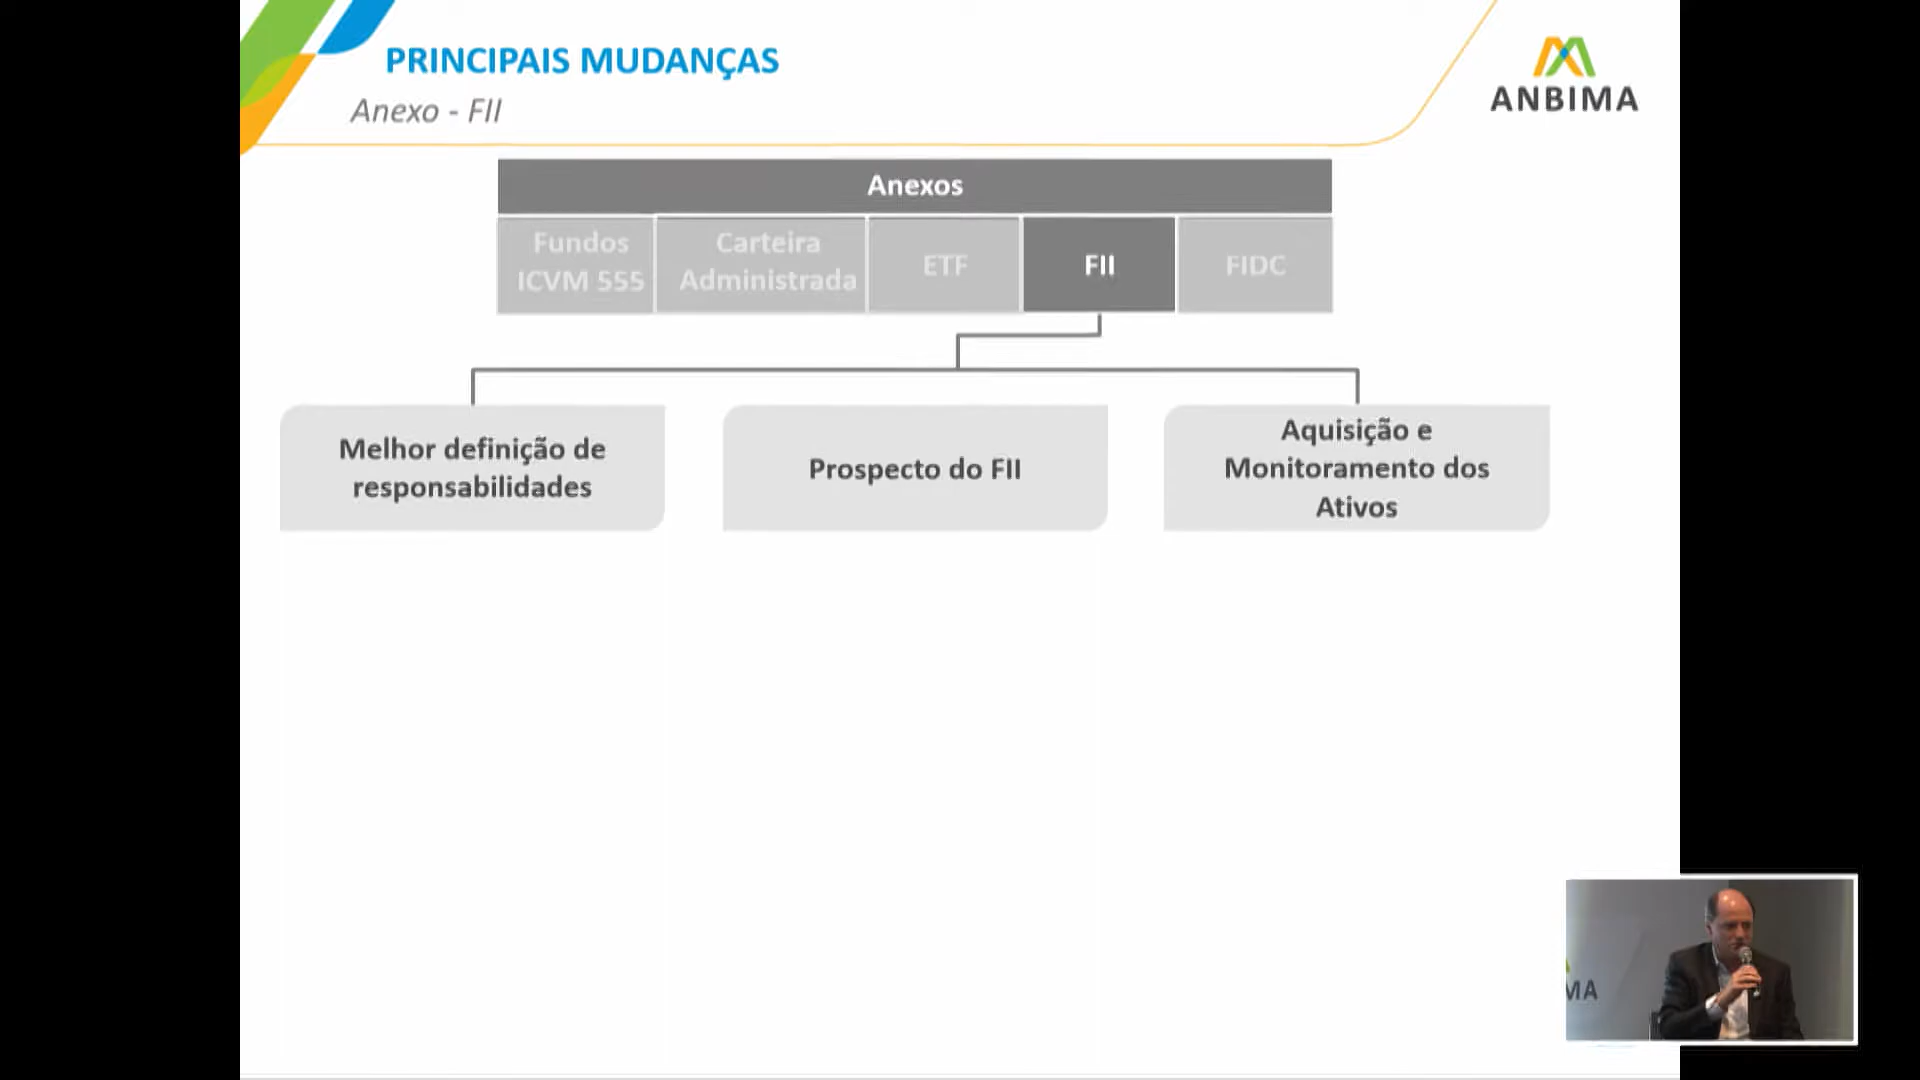 PRINCIPAIS MUDANÇAS
Anexo - FII
ANBIMA
Anexos
Fundos
ICVM 555
Carteira
Administrada
ETF
FII
FIDC
Melhor definição de
responsabilidades
Prospecto do FII
Aquisição e
Monitoramento dos
Ativos
MA